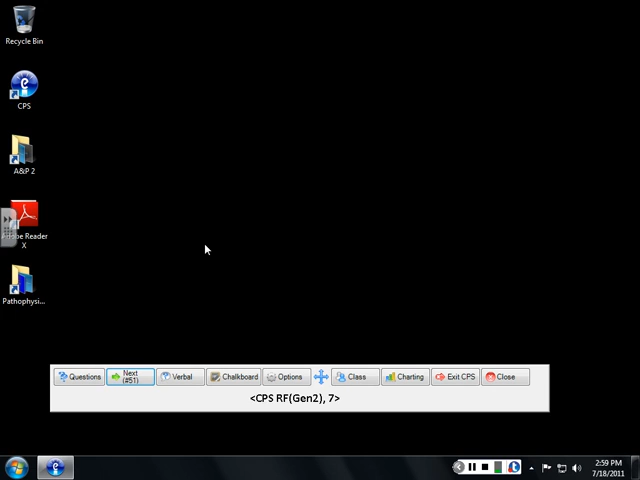 Recycle Bin
CPS
A&P 2
Reader
X
Pathophysi...
Questions
Next
(#51)
Verbal
Chalkboard
Options
Class
Charting
Exit CPS
Close
<CPS RF(Gen2), 7>
2:59 PM
7/18/2011